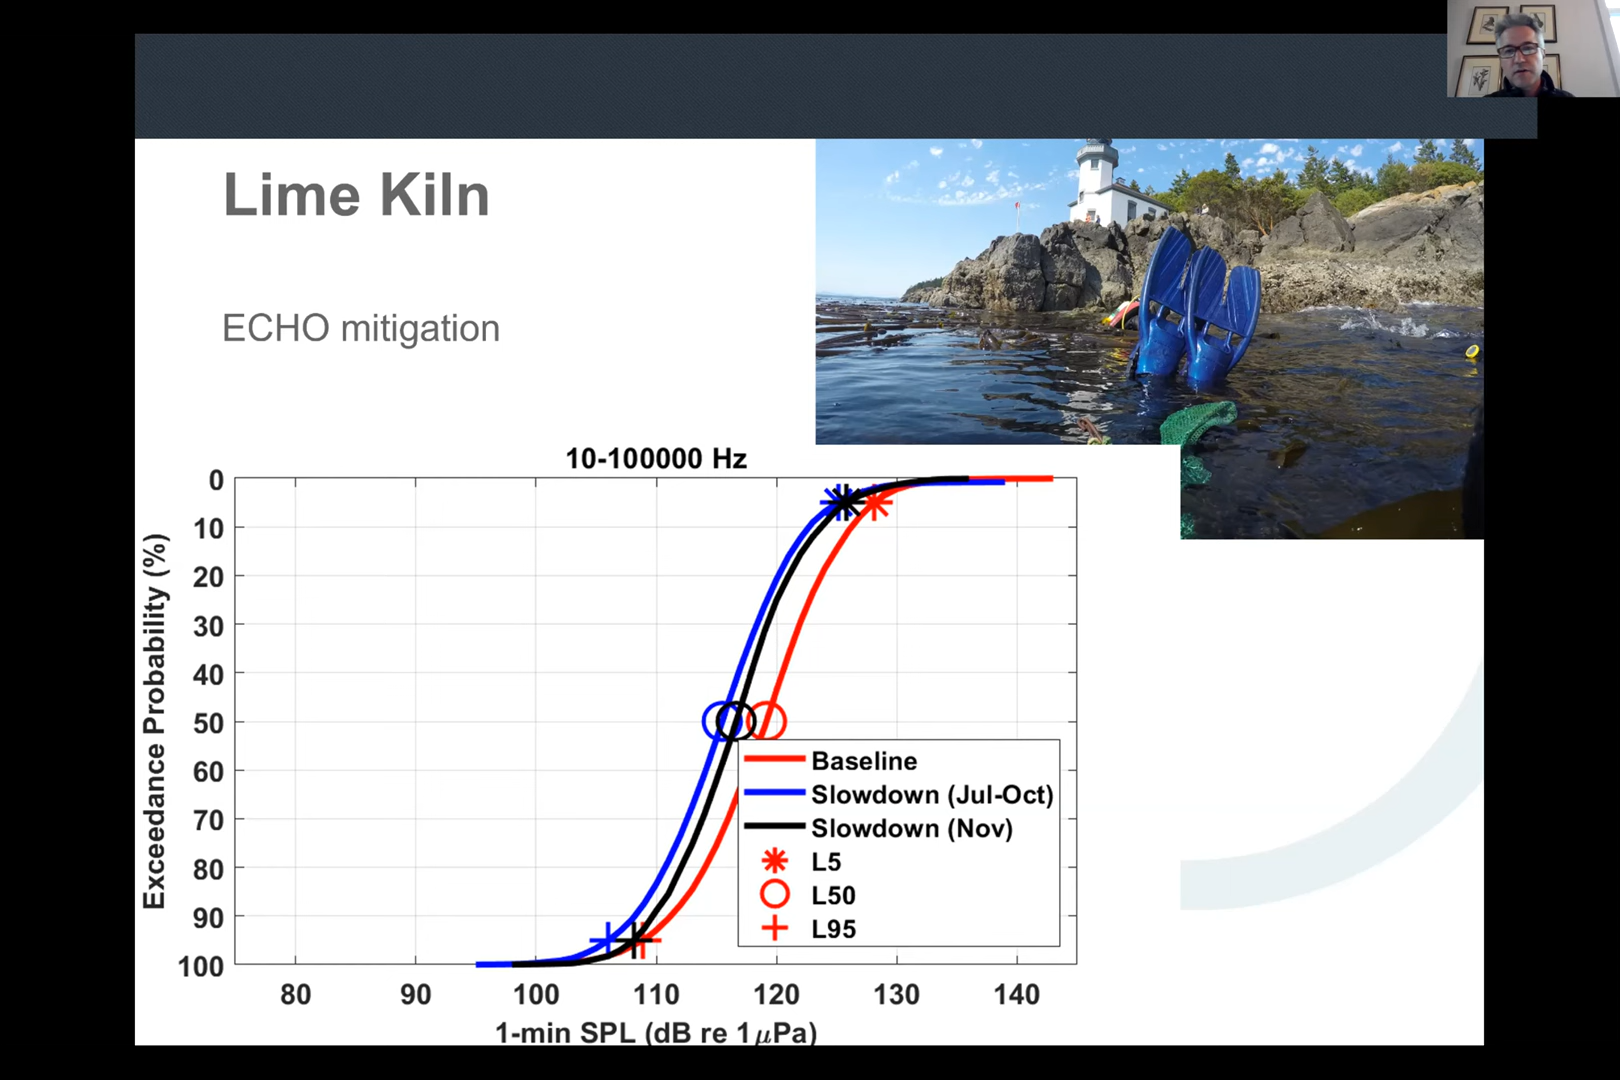 Lime Kiln
ECHO mitigation
10-100000 Hz
Exceedance Probability (%)
0
10
20
30
40
50
60
70
80
90
100
Baseline
Slowdown (Jul-Oct)
Slowdown (Nov)
L5
L50
L95
80 90 100 110 120 130 140
1-min SPL (dB re 1μPa)